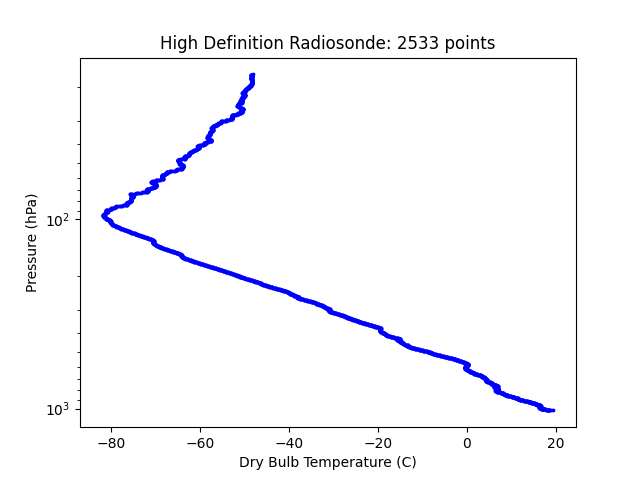 High Definition Radiosonde: 2533 points
Pressure (hPa)
10²
10³
−80
−60
−40
−20
0
20
Dry Bulb Temperature (C)